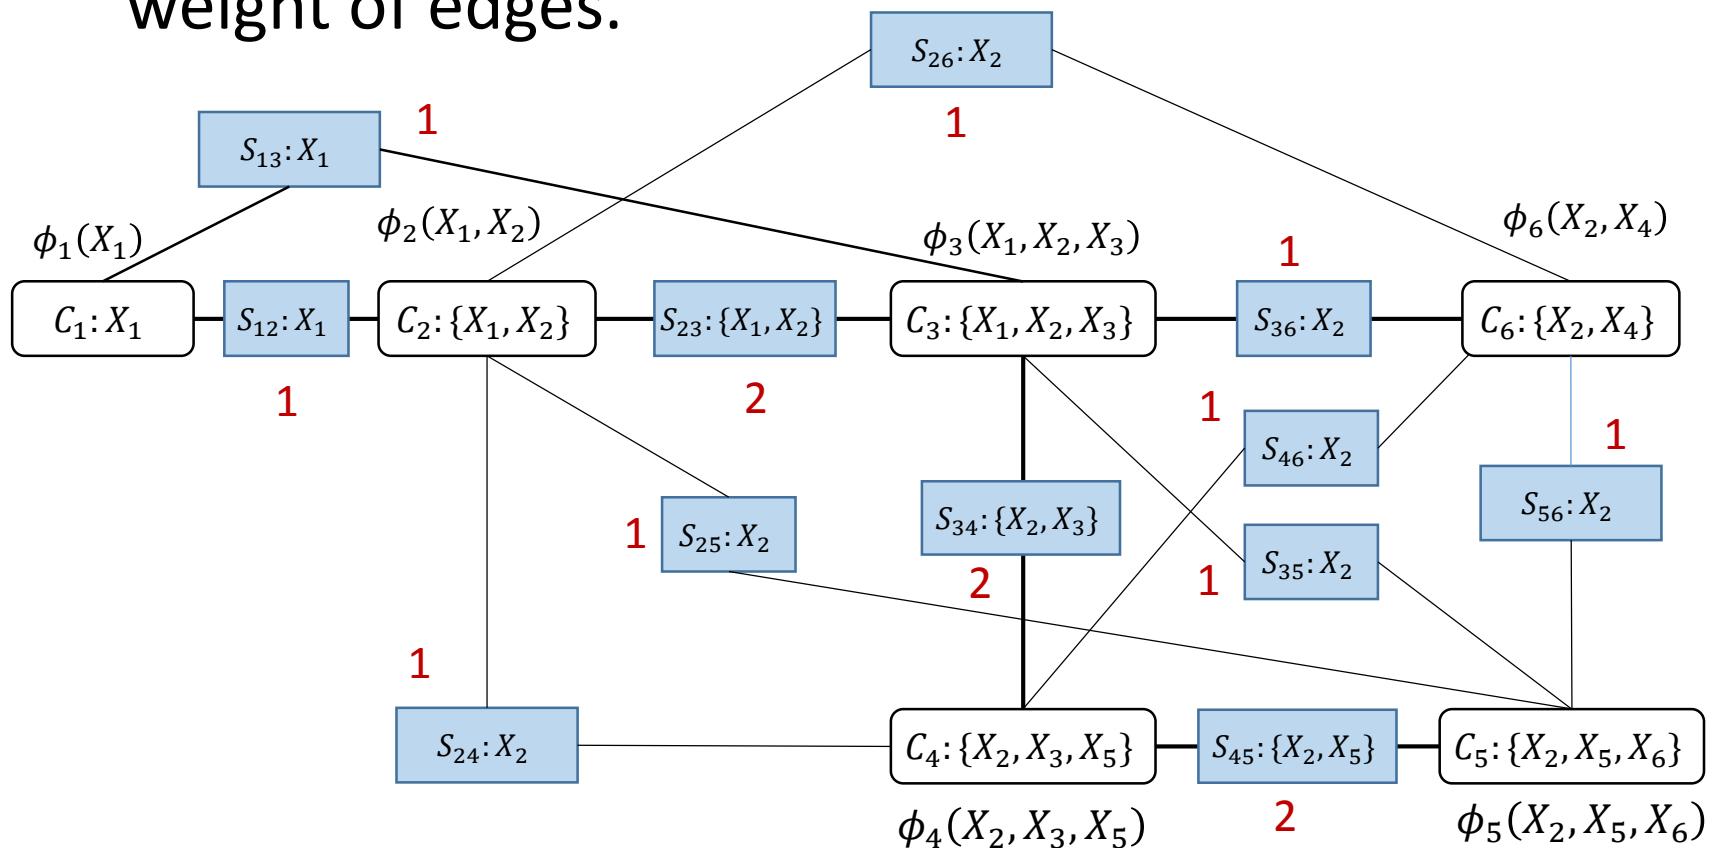 weight of edges.
S₂₆: X₂
1
1
S₁₃: X₁
ϕ₁(X₁)
ϕ₂(X₁, X₂)
ϕ₃(X₁, X₂, X₃)
ϕ₆(X₂, X₄)
1
C₁: X₁
S₁₂: X₁
C₂: {X₁, X₂}
S₂₃: {X₁, X₂}
C₃: {X₁, X₂, X₃}
S₃₆: X₂
C₆: {X₂, X₄}
1
2
1
S₄₆: X₂
1
S₅₆: X₂
1
S₂₅: X₂
S₃₄: {X₂, X₃}
2
1
S₃₅: X₂
1
S₂₄: X₂
C₄: {X₂, X₃, X₅}
S₄₅: {X₂, X₅}
C₅: {X₂, X₅, X₆}
ϕ₄(X₂, X₃, X₅)
2
ϕ₅(X₂, X₅, X₆)